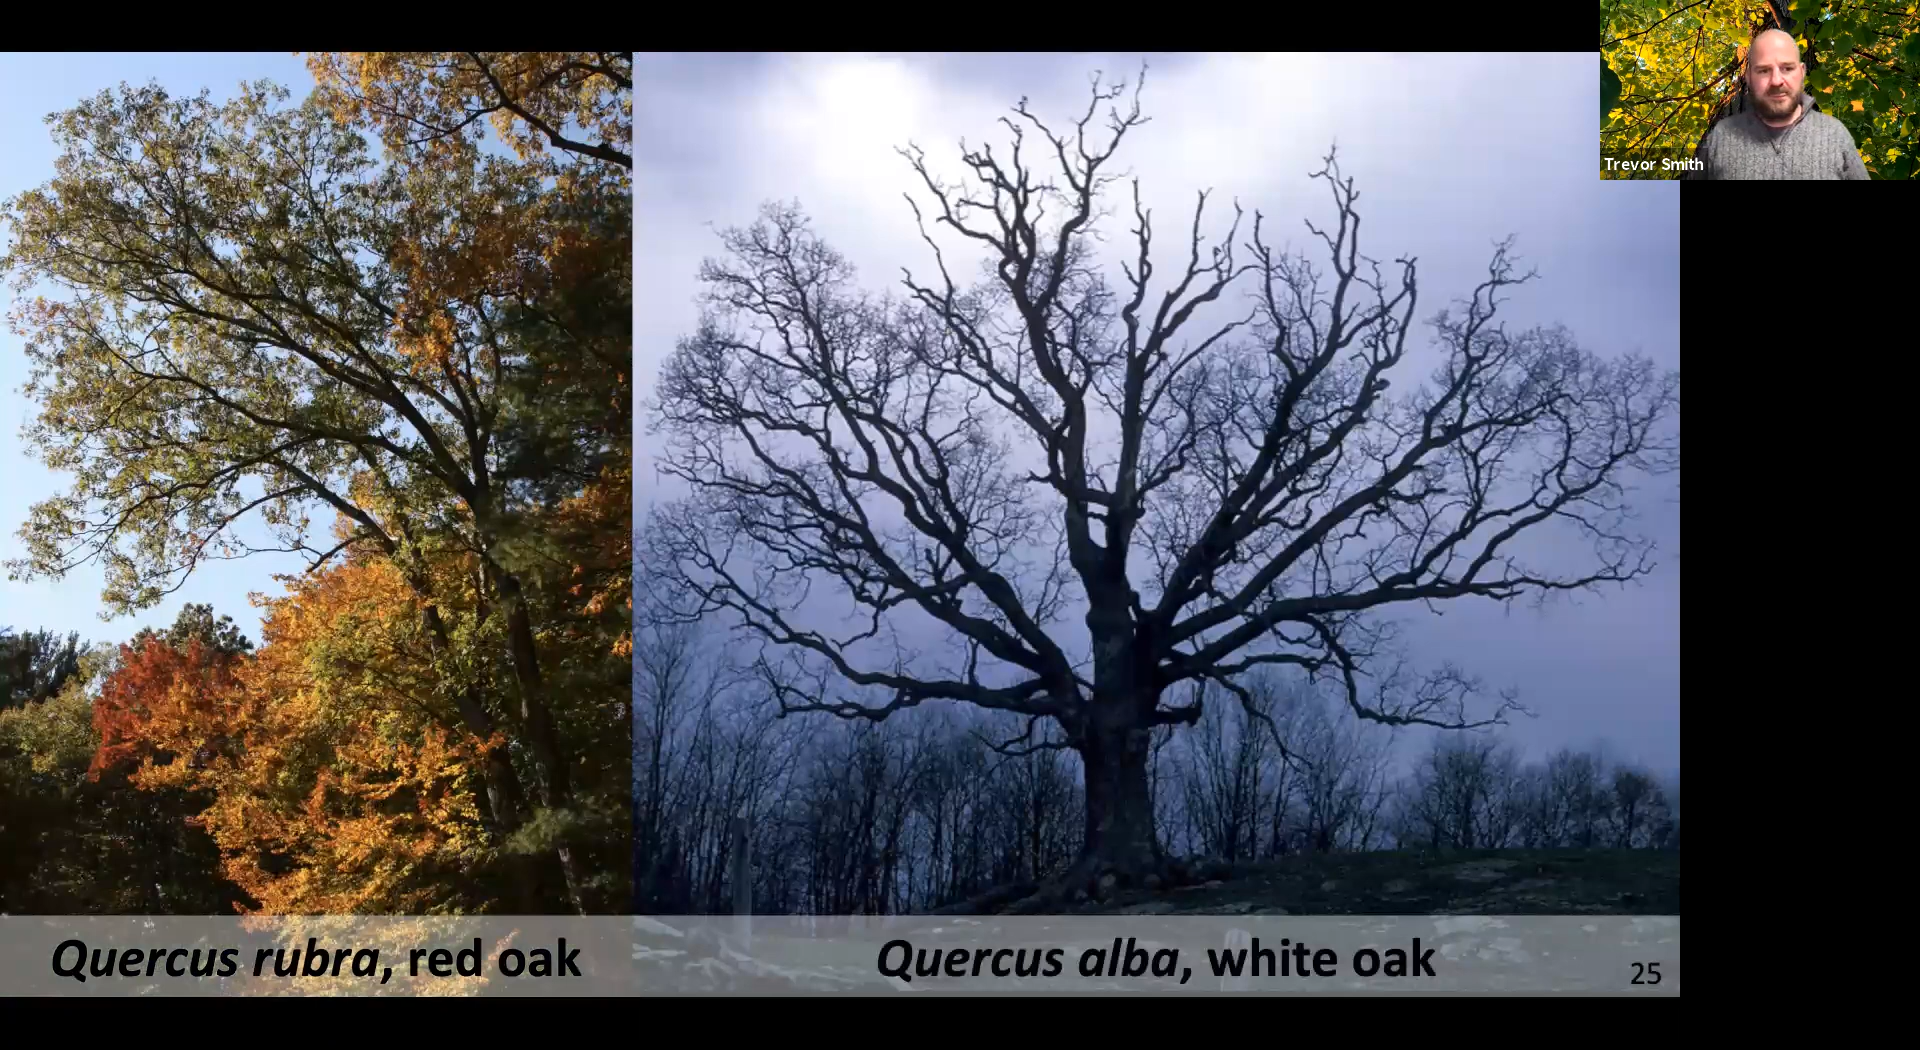 Trevor Smith
Quercus rubra, red oak
Quercus alba, white oak
25